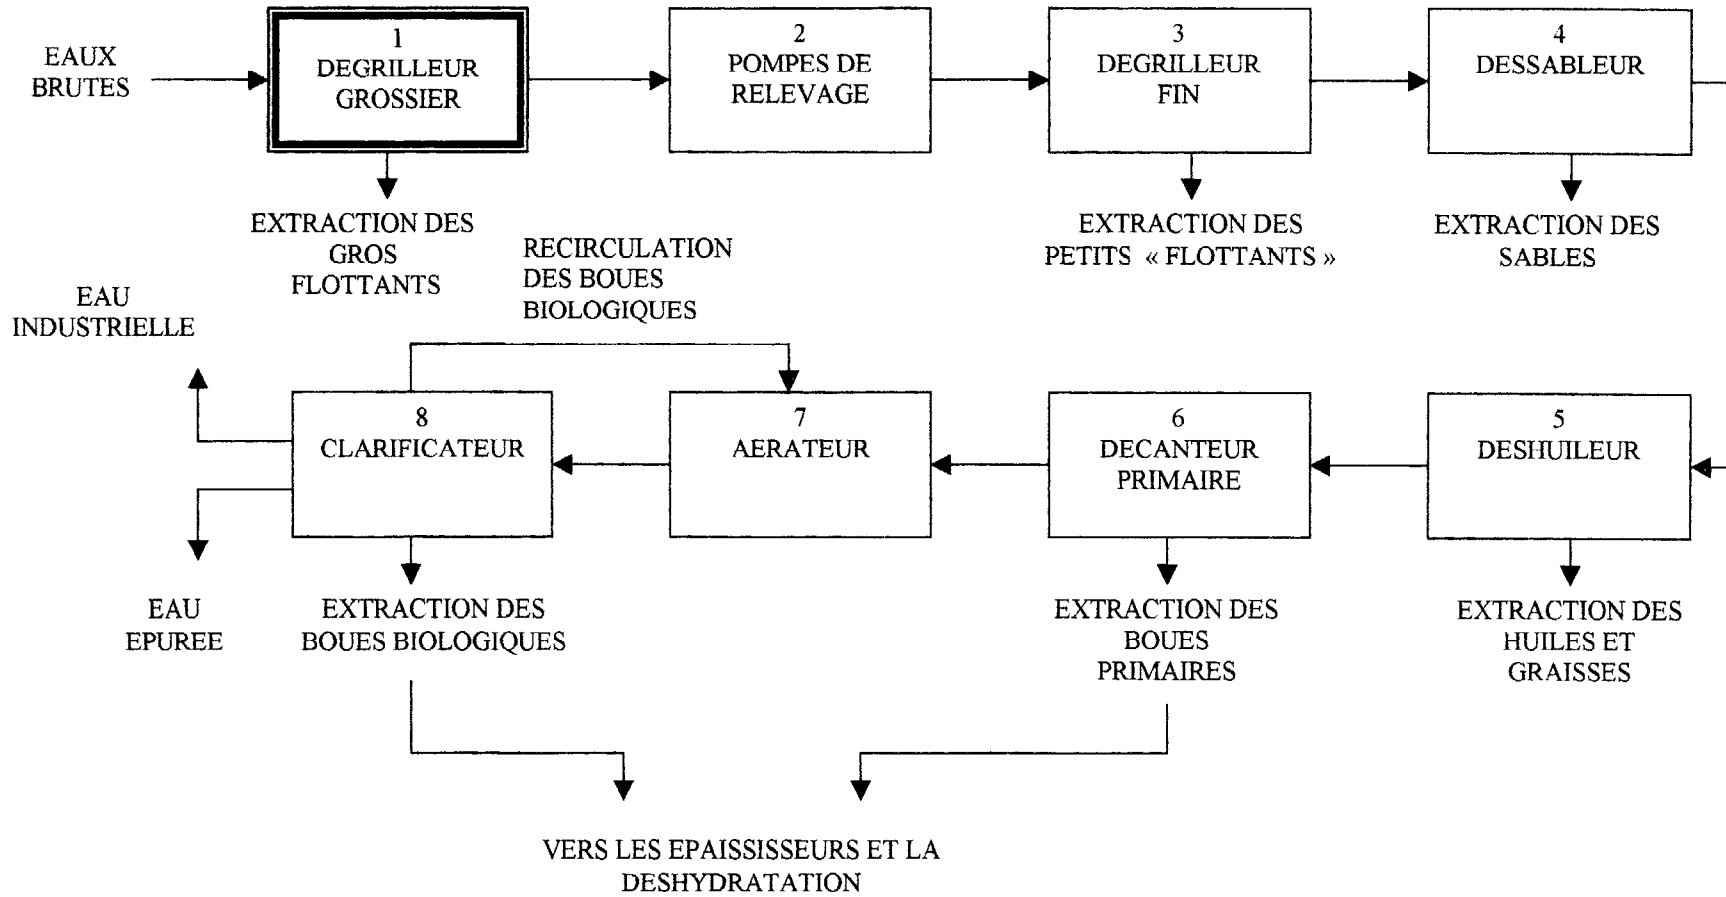 EAUX
BRUTES
1
DEGRILLEUR
GROSSIER
2
POMPES DE
RELEVAGE
3
DEGRILLEUR
FIN
4
DESSABLEUR
EXTRACTION DES
GROS
FLOTTANTS
EXTRACTION DES
PETITS « FLOTTANTS »
EXTRACTION DES
SABLES
RECIRCULATION
DES BOUES
BIOLOGIQUES
EAU
INDUSTRIELLE
8
CLARIFICATEUR
7
AERATEUR
6
DECANTEUR
PRIMAIRE
5
DESHUILEUR
EAU
EPUREE
EXTRACTION DES
BOUES BIOLOGIQUES
EXTRACTION DES
BOUES
PRIMAIRES
EXTRACTION DES
HUILES ET
GRAISSES
VERS LES EPAISSISSEURS ET LA
DESHYDRATATION